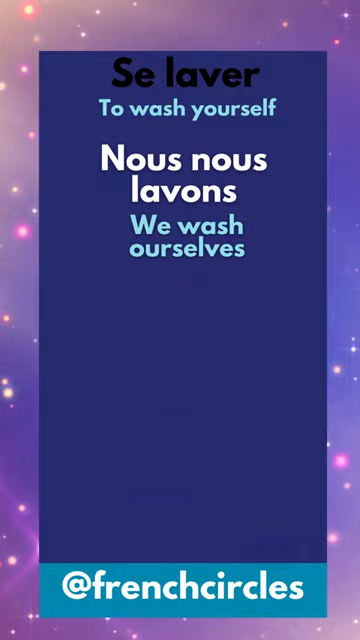 Se laver
To wash yourself
Nous nous
lavons
We wash
ourselves
@frenchcircles